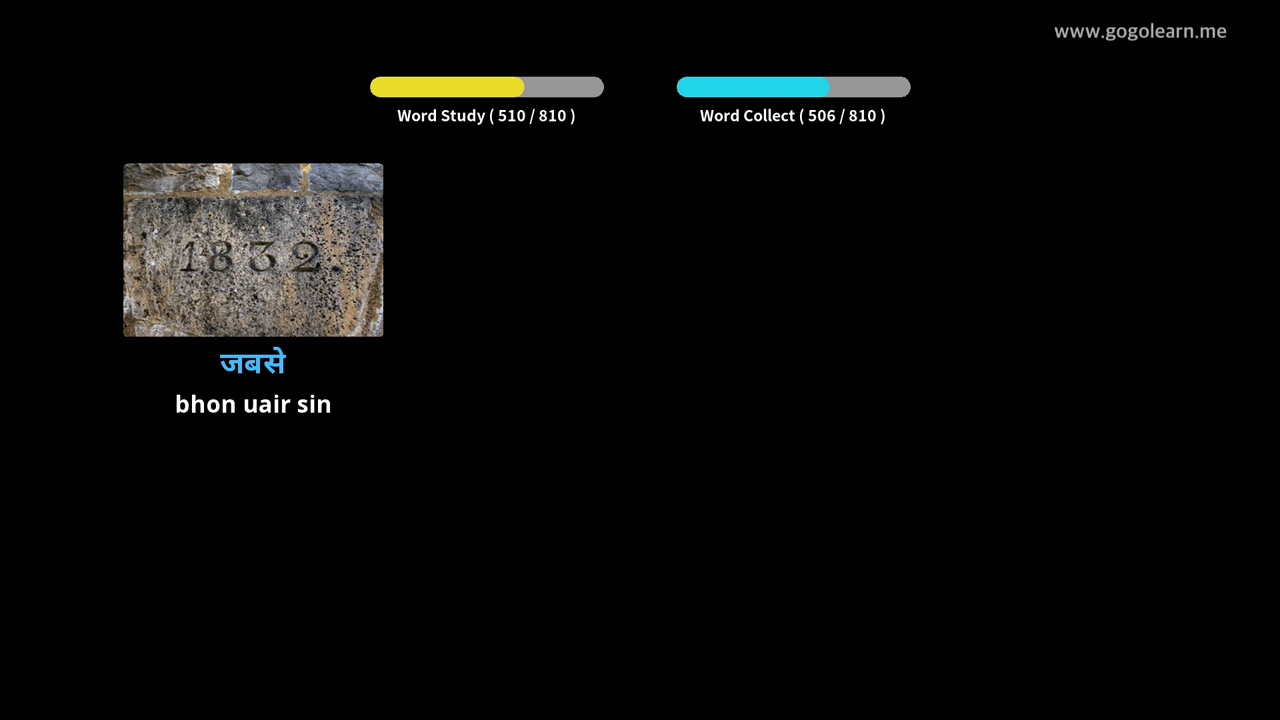 www.gogolearn.me
Word Study ( 510 / 810 )
Word Collect ( 506 / 810 )
1832.
जबसे
bhon uair sin